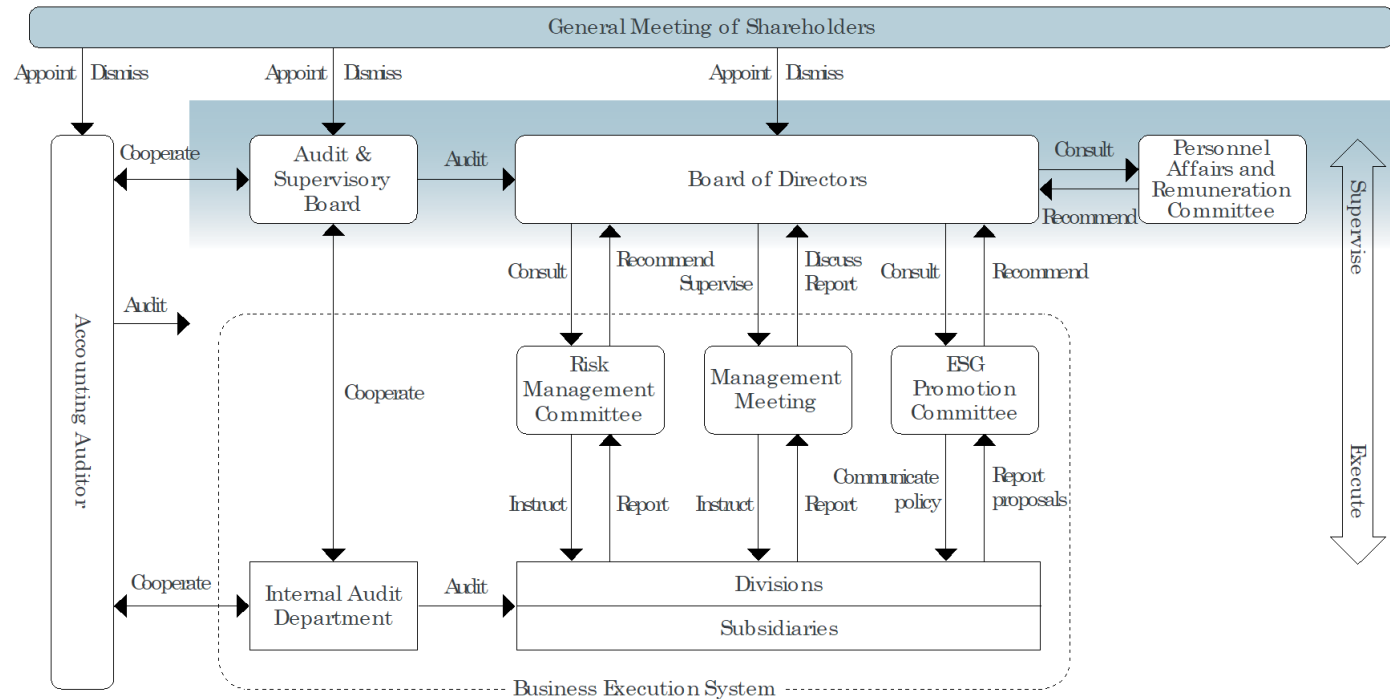 General Meeting of Shareholders
Appoint Dismiss
Appoint Dismiss
Appoint Dismiss
Cooperate
Audit &
Supervisory
Board
Audit
Board of Directors
Consult
Recommend
Personnel
Affairs and
Remuneration
Committee
Supervise
Execute
Accounting Auditor
Audit
Consult
Recommend
Supervise
Discuss
Report
Consult
Recommend
Cooperate
Risk
Management
Committee
Management
Meeting
ESG
Promotion
Committee
Instruct
Report
Instruct
Report
Communicate
policy
Report
proposals
Cooperate
Internal Audit
Department
Audit
Divisions
Subsidiaries
Business Execution System